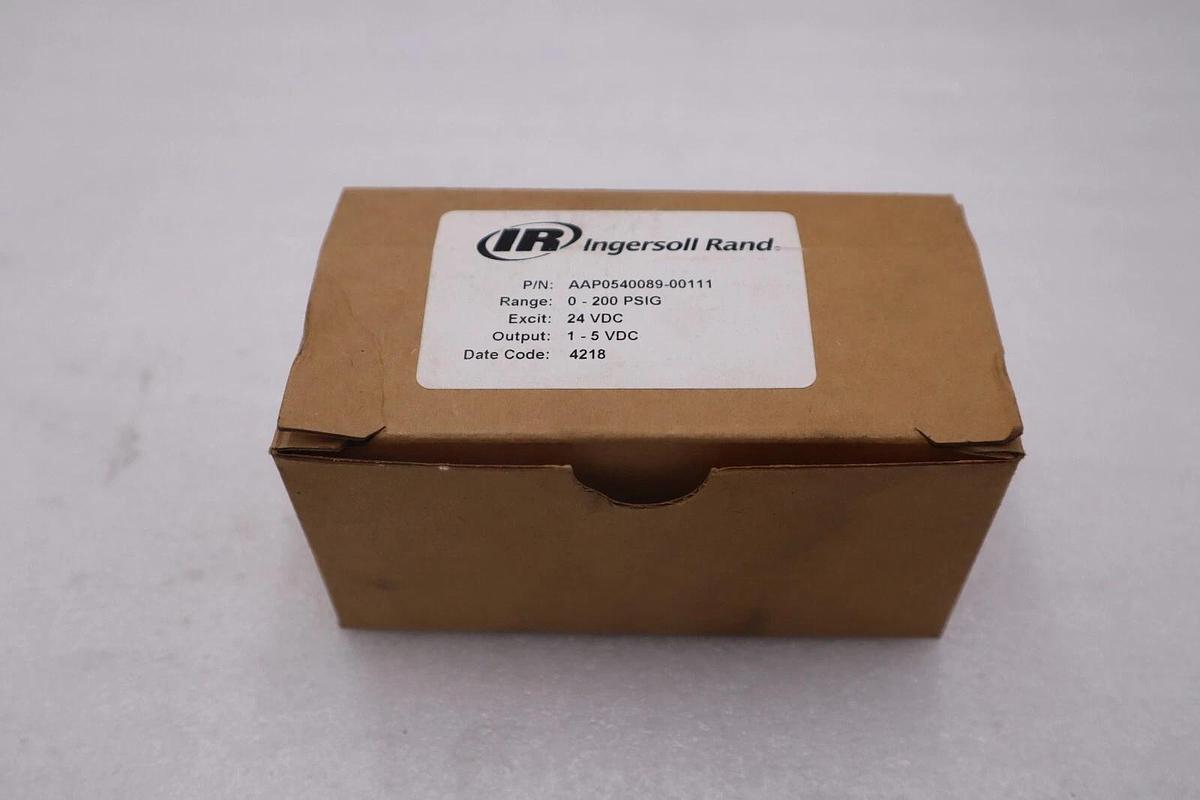 IR Ingersoll Rand®
P/N: AAP0540089-00111
Range: 0 - 200 PSIG
Excit: 24 VDC
Output: 1 - 5 VDC
Date Code: 4218